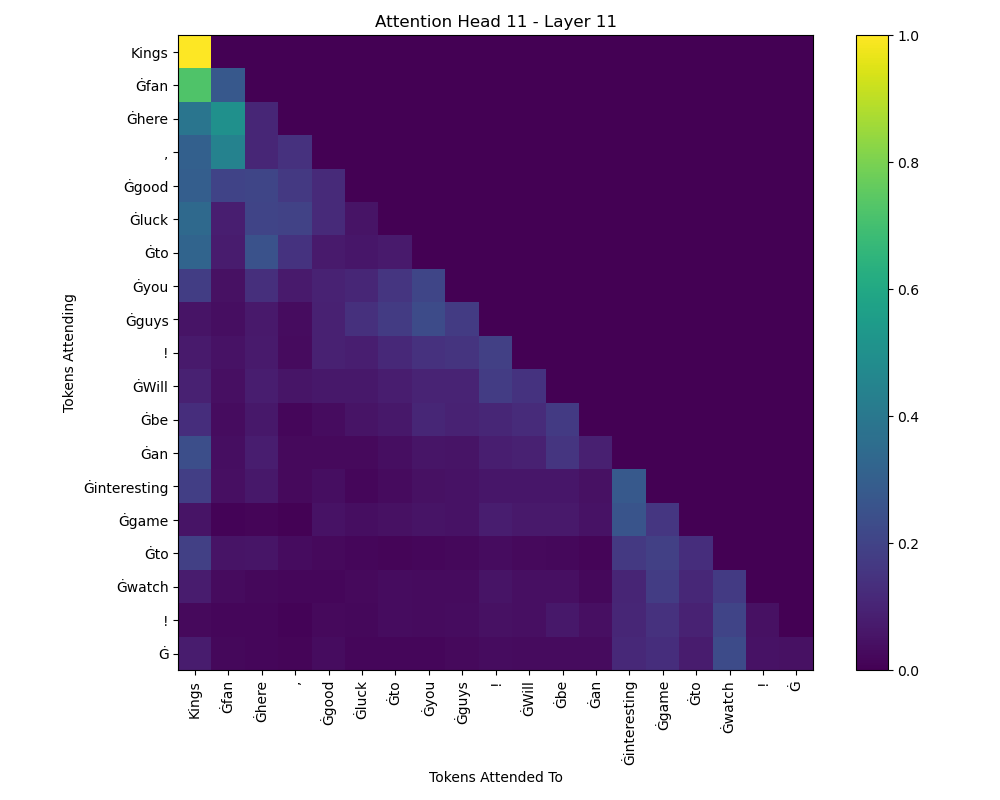 Attention Head 11 - Layer 11
Tokens Attending
Kings
Ġfan
Ġhere
,
Ġgood
Ġluck
Ġto
Ġyou
Ġguys
!
ĠWill
Ġbe
Ġan
Ġinteresting
Ġgame
Ġto
Ġwatch
!
Ġ
Kings
Ġfan
Ġhere
,
Ġgood
Ġluck
Ġto
Ġyou
Ġguys
!
ĠWill
Ġbe
Ġan
Ġinteresting
Ġgame
Ġto
Ġwatch
!
Ġ
Tokens Attended To
1.0
0.8
0.6
0.4
0.2
0.0